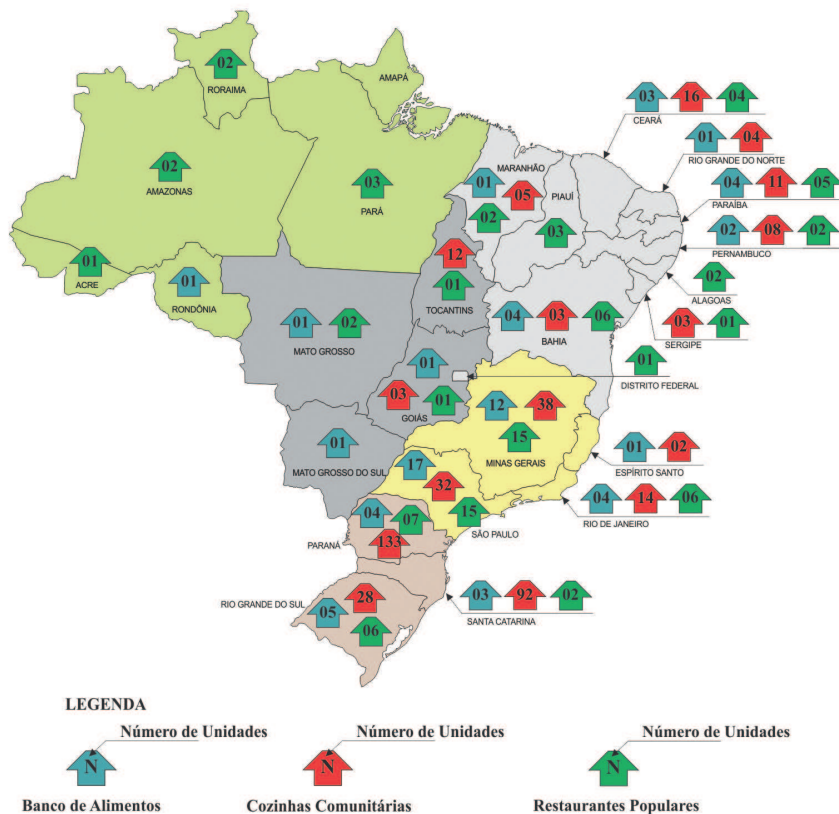 02
RORAIMA
AMAPÁ
03 16 04
CEARÁ
01 04
RIO GRANDE DO NORTE
02
AMAZONAS
03
PARÁ
MARANHÃO
01 05
02
PIAUÍ
03
04 11 05
PARAÍBA
02 08 02
PERNAMBUCO
02
ALAGOAS
03 01
SERGIPE
01
ACRE
01
RONDÔNIA
12
01
TOCANTINS
01 02
MATO GROSSO
04 03 06
BAHIA
01
DISTRITO FEDERAL
01
03 01
GOIÁS
12 38
15
MINAS GERAIS
01
MATO GROSSO DO SUL
01 02
ESPÍRITO SANTO
17
32
15
SÃO PAULO
04 14 06
RIO DE JANEIRO
04 07
PARANÁ
133
03 92 02
SANTA CATARINA
RIO GRANDE DO SUL
28
05
06
LEGENDA
Número de Unidades
N
Banco de Alimentos
Número de Unidades
N
Cozinhas Comunitárias
Número de Unidades
N
Restaurantes Populares